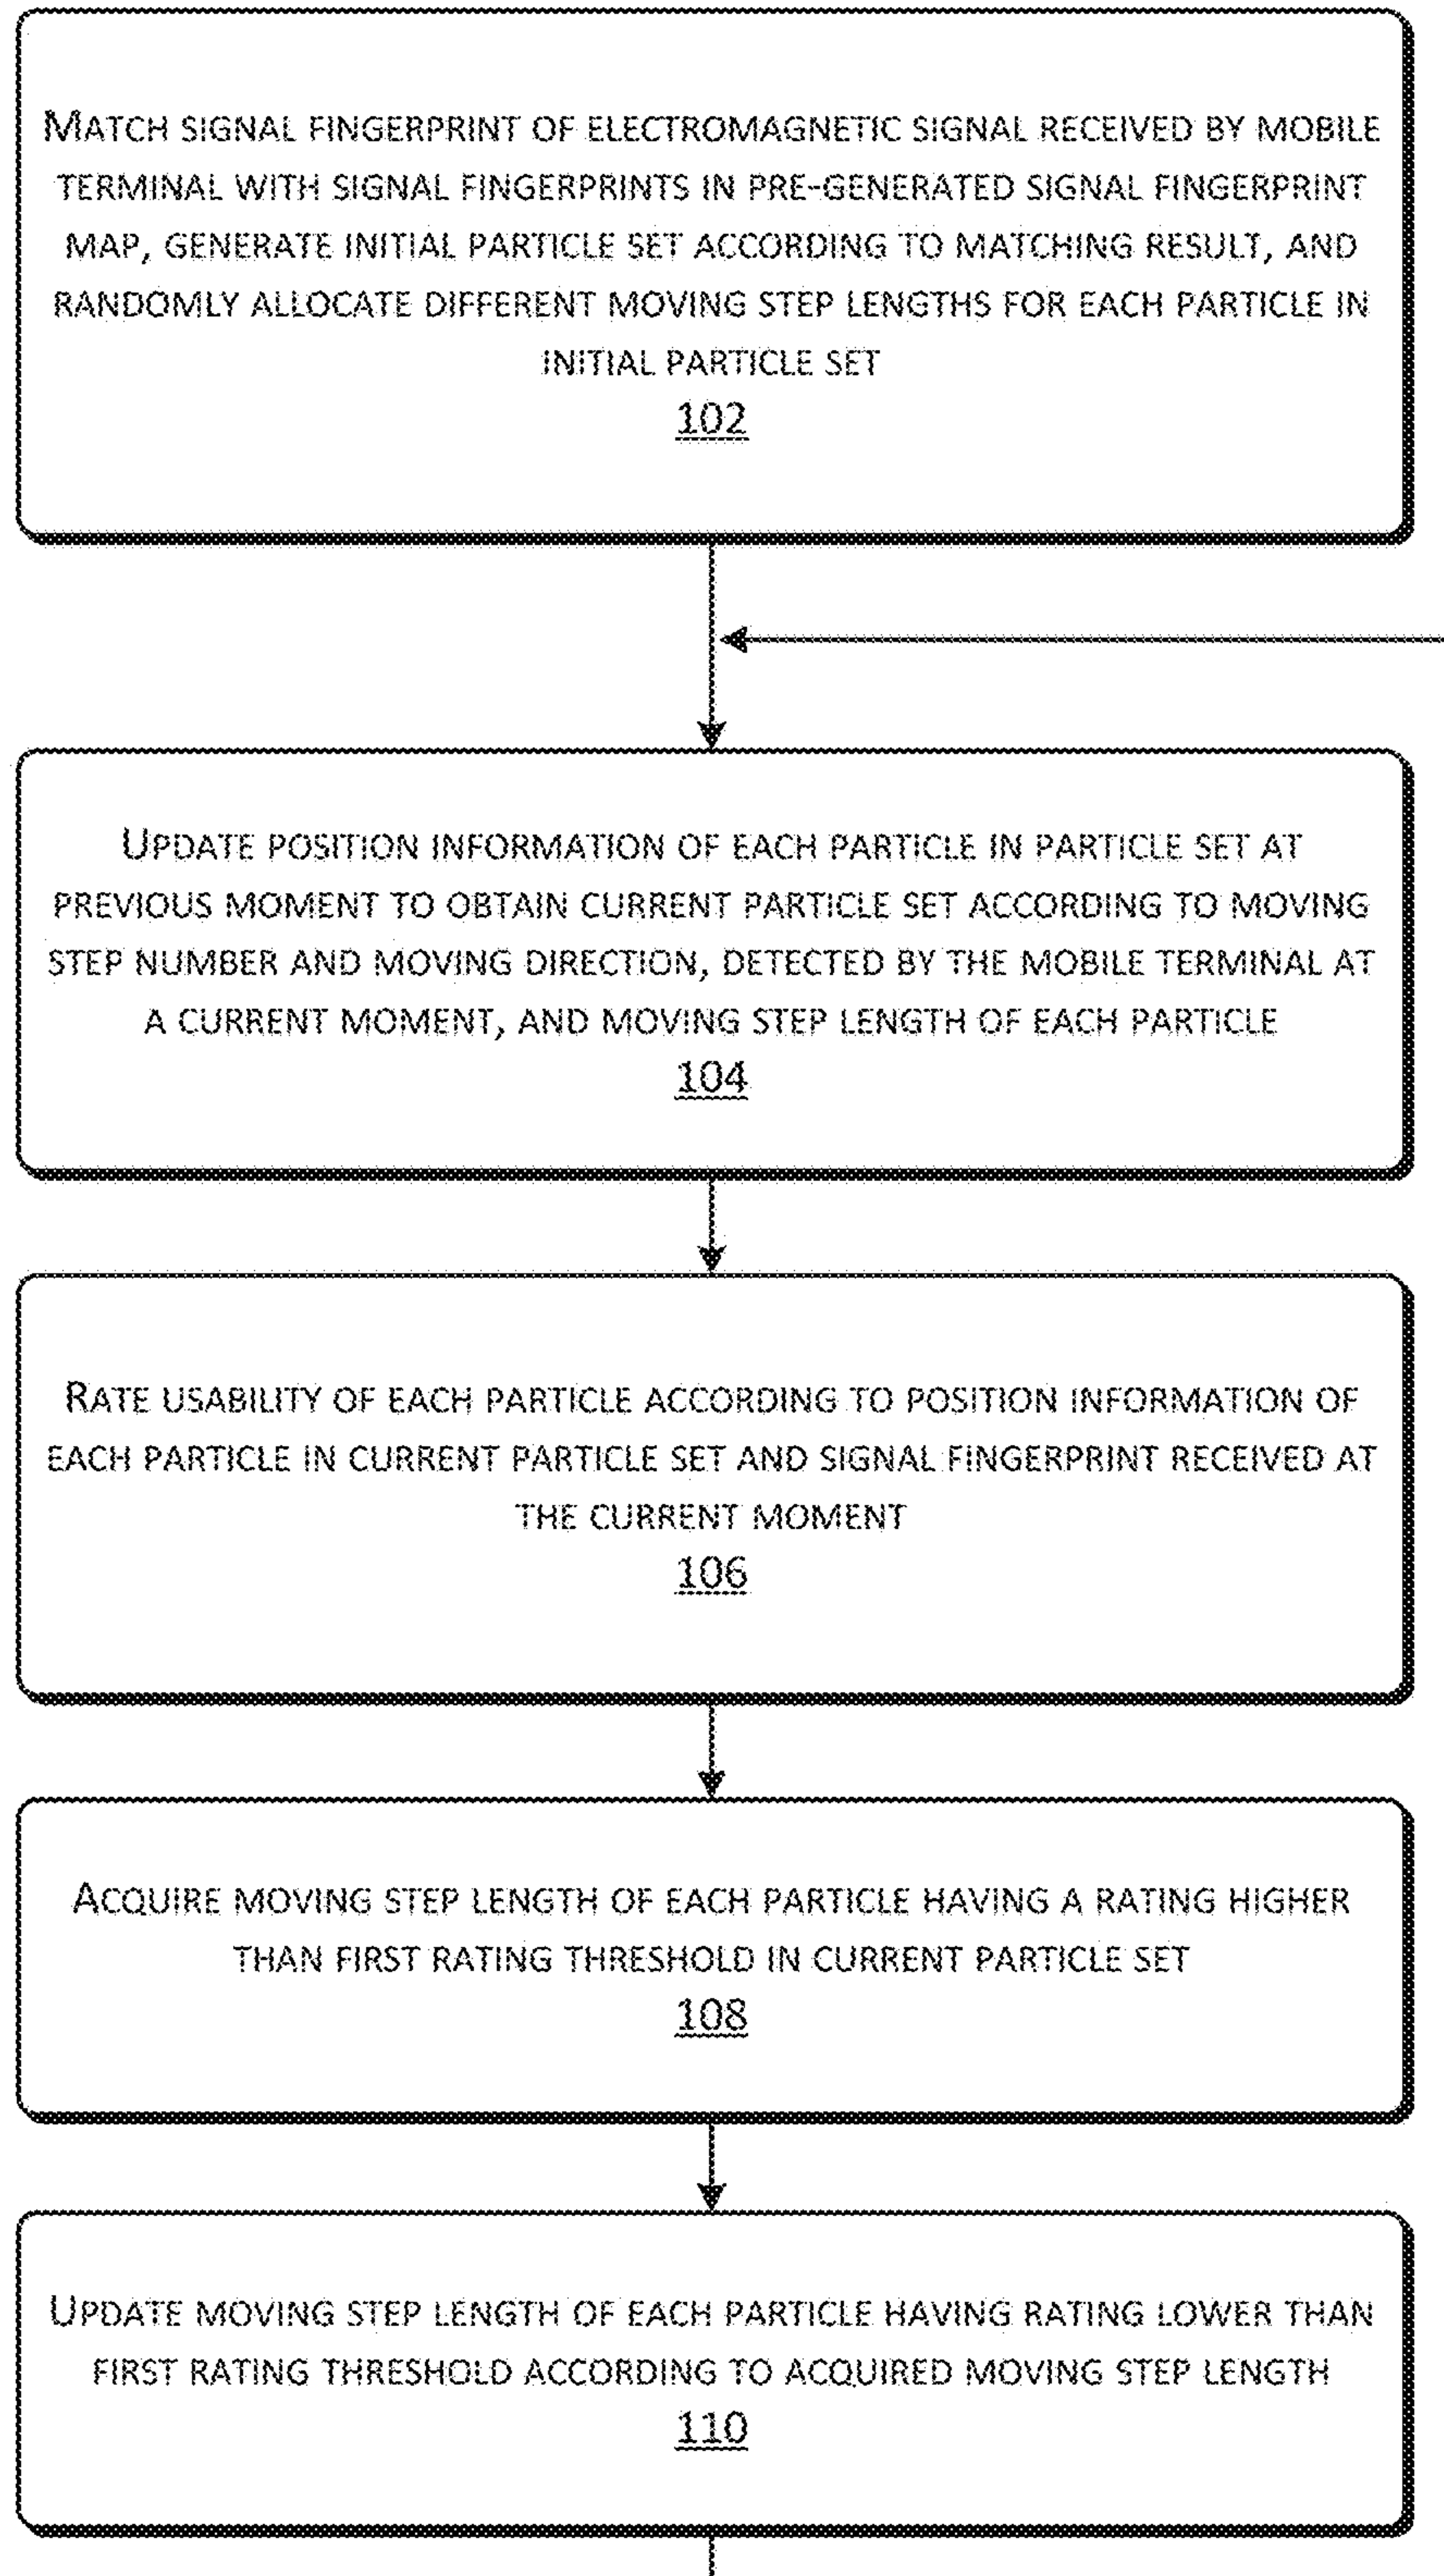 MATCH SIGNAL FINGERPRINT OF ELECTROMAGNETIC SIGNAL RECEIVED BY MOBILE
TERMINAL WITH SIGNAL FINGERPRINTS IN PRE-GENERATED SIGNAL FINGERPRINT
MAP, GENERATE INITIAL PARTICLE SET ACCORDING TO MATCHING RESULT, AND
RANDOMLY ALLOCATE DIFFERENT MOVING STEP LENGTHS FOR EACH PARTICLE IN
INITIAL PARTICLE SET
102
UPDATE POSITION INFORMATION OF EACH PARTICLE IN PARTICLE SET AT
PREVIOUS MOMENT TO OBTAIN CURRENT PARTICLE SET ACCORDING TO MOVING
STEP NUMBER AND MOVING DIRECTION, DETECTED BY THE MOBILE TERMINAL AT
A CURRENT MOMENT, AND MOVING STEP LENGTH OF EACH PARTICLE
104
RATE USABILITY OF EACH PARTICLE ACCORDING TO POSITION INFORMATION OF
EACH PARTICLE IN CURRENT PARTICLE SET AND SIGNAL FINGERPRINT RECEIVED AT
THE CURRENT MOMENT
106
ACQUIRE MOVING STEP LENGTH OF EACH PARTICLE HAVING A RATING HIGHER
THAN FIRST RATING THRESHOLD IN CURRENT PARTICLE SET
108
UPDATE MOVING STEP LENGTH OF EACH PARTICLE HAVING RATING LOWER THAN
FIRST RATING THRESHOLD ACCORDING TO ACQUIRED MOVING STEP LENGTH
110